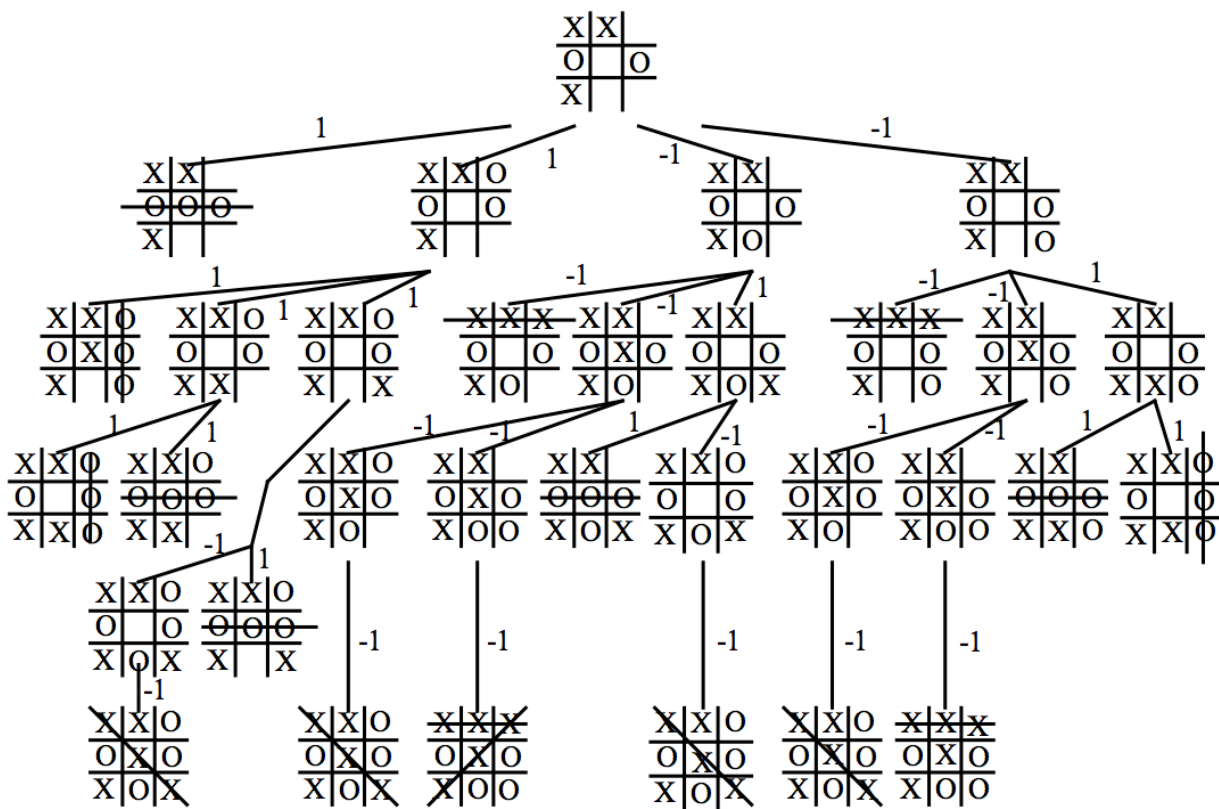 X X
O O
X
1 1 -1 -1
X X X X O X X X X
O O O O O O O O O
X X X O X O
1 1 1 -1 -1 1 -1 -1 1
X X O X X O X X O X X X X X X X X X X X X X X
O X O O O O O O O O X O O O O O O X O O O
X O X X X X X O X O X O X X O X O X X O
1 1 -1 -1 1 -1 -1 -1 1 1
X X O X X O X X O X X X X X X O X X O X X X X X X O
O O O O O O X O O X O O O O O O O X O O X O O O O O O
X X O X X X O X O O X O X X O X X O X O O X X O X X O
-1 1
X X O X X O
O O O O O
X O X X X
-1 -1 -1 -1 -1 -1
X X O X X O X X X X X O X X O X X X
O X O O X O O X O O X O O X O O X O
X O X X O X X O O X O X X O X X O O